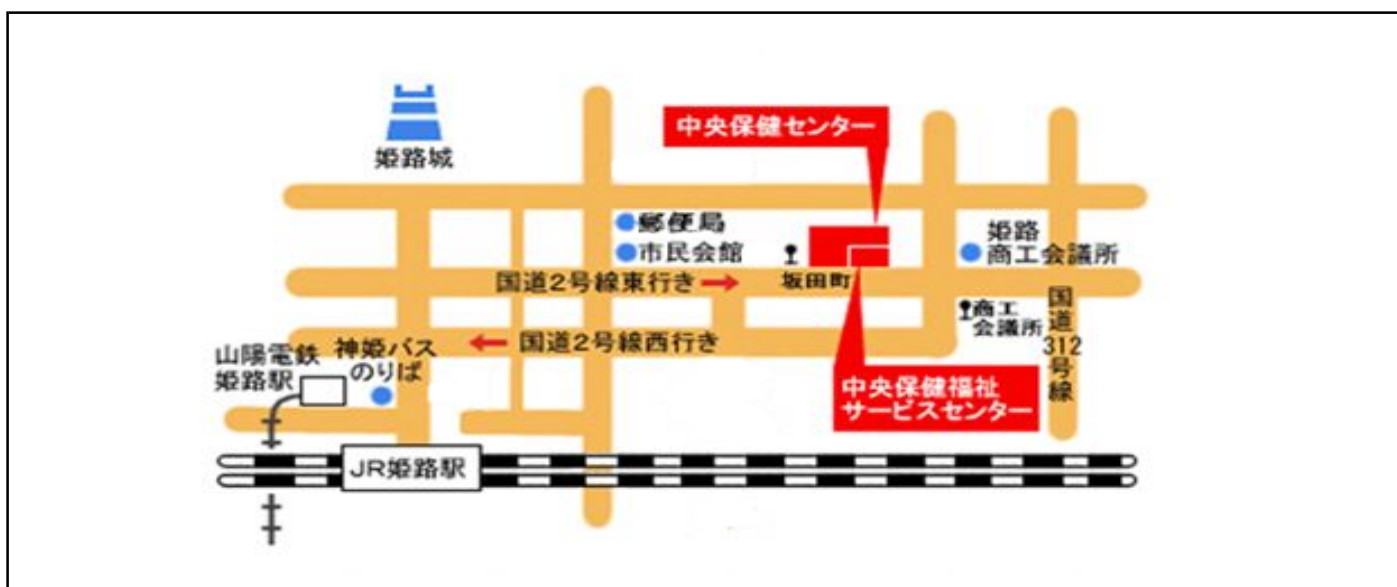 中央保健センター
姫路城
郵便局
市民会館
姫路
商工会議所
国道2号線東行き
坂田町
商工
会議所
国道312号線
国道2号線西行き
山陽電鉄
姫路駅
神姫バス
のりば
中央保健福祉
サービスセンター
JR姫路駅